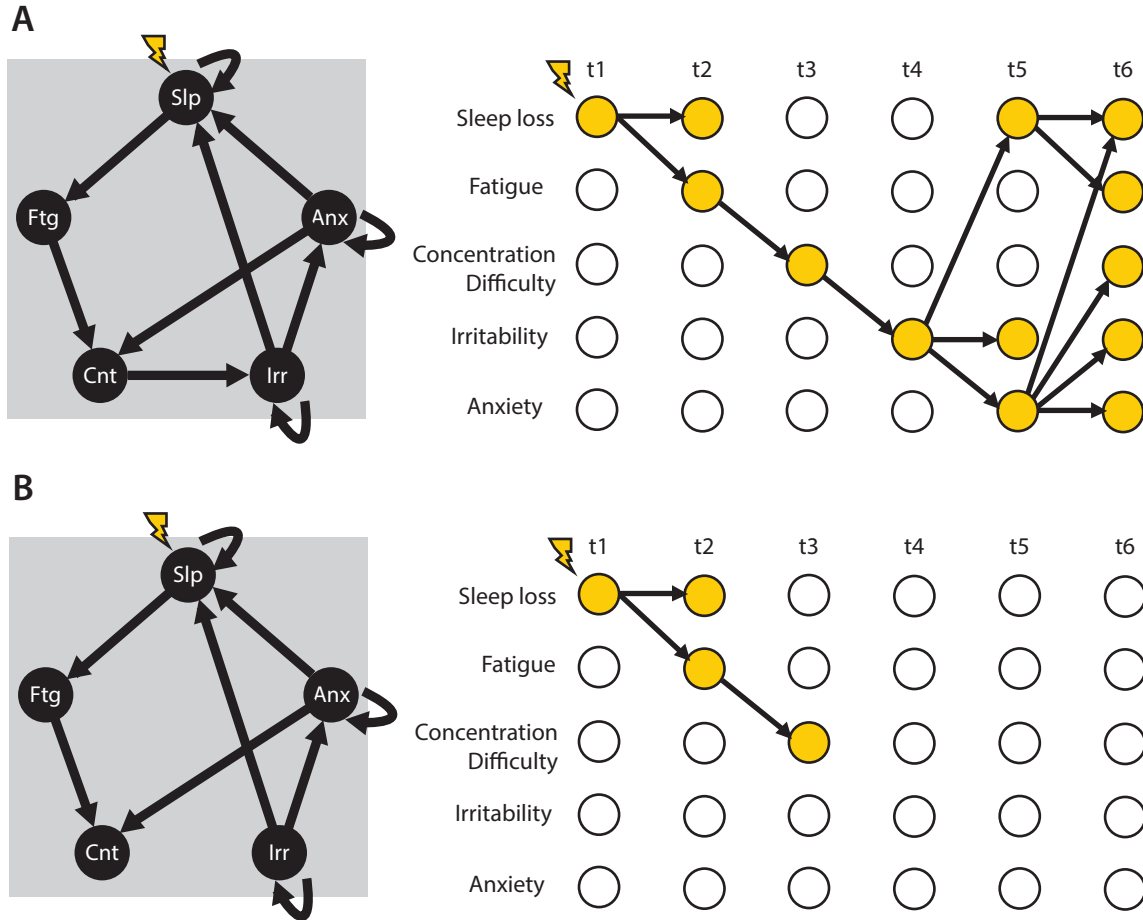 A
Slp
Ftg
Anx
Cnt
Irr
t1 t2 t3 t4 t5 t6
Sleep loss
Fatigue
Concentration
Difficulty
Irritability
Anxiety
B
Slp
Ftg
Anx
Cnt
Irr
t1 t2 t3 t4 t5 t6
Sleep loss
Fatigue
Concentration
Difficulty
Irritability
Anxiety